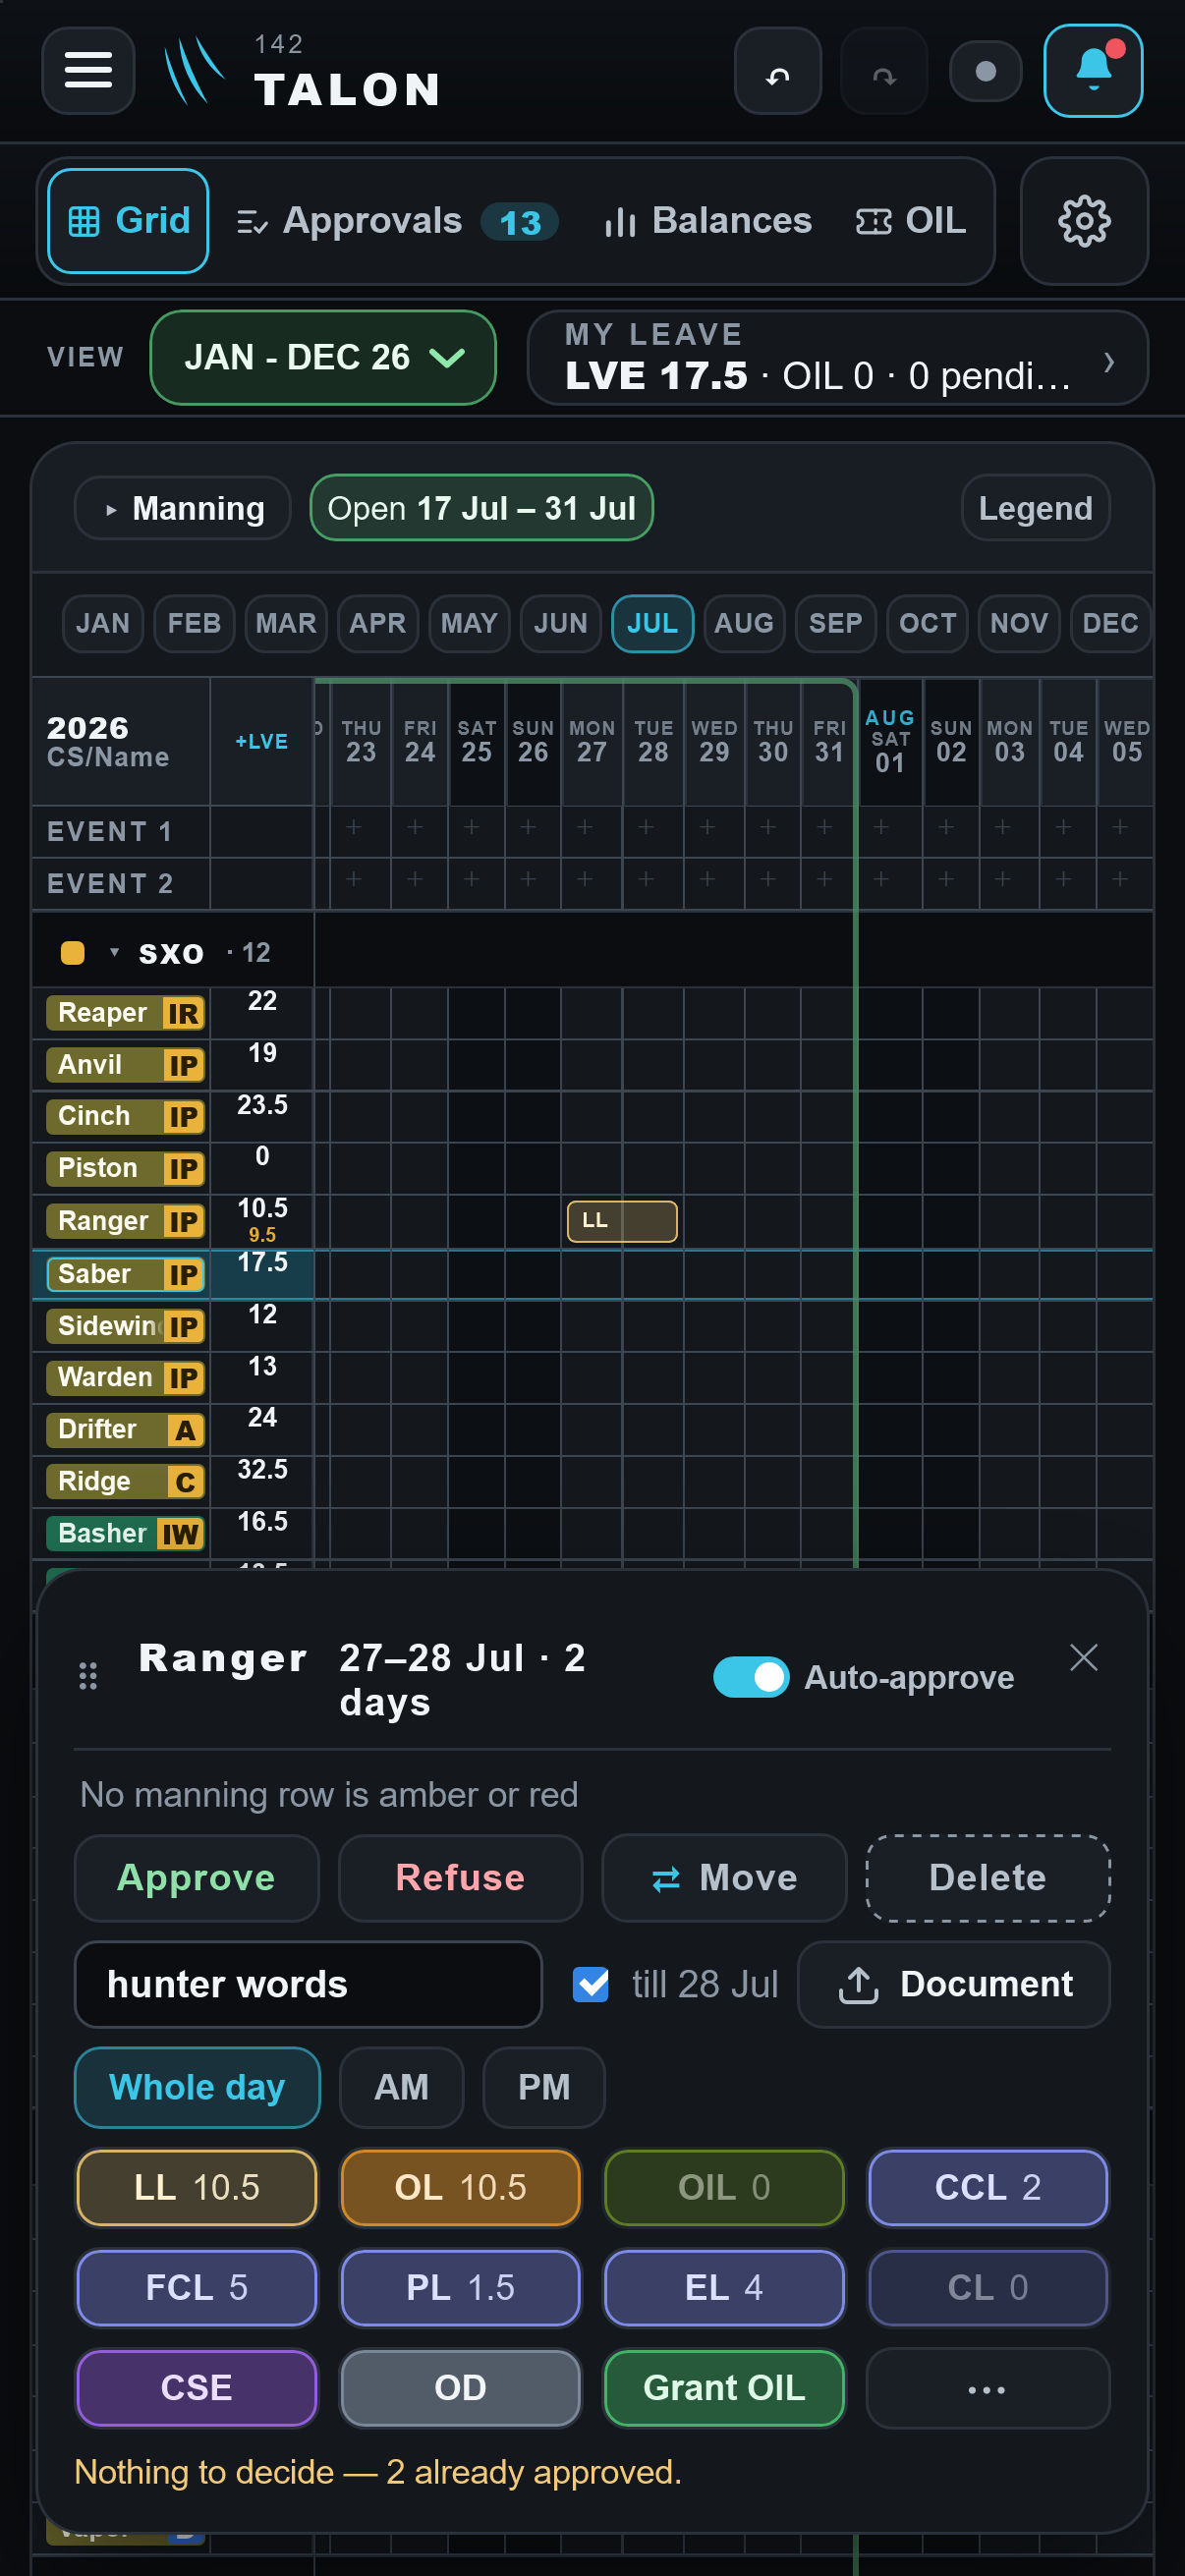 142
TALON
Grid
Approvals 13
Balances
OIL
VIEW
JAN - DEC 26
MY LEAVE
LVE 17.5 · OIL 0 · 0 pendi…
Manning
Open 17 Jul – 31 Jul
Legend
JAN FEB MAR APR MAY JUN JUL AUG SEP OCT NOV DEC
2026
CS/Name
+LVE
THU 23
FRI 24
SAT 25
SUN 26
MON 27
TUE 28
WED 29
THU 30
FRI 31
AUG SAT 01
SUN 02
MON 03
TUE 04
WED 05
EVENT 1 + + + + + + + + + + + + + +
EVENT 2 + + + + + + + + + + + + + +
SXO · 12
Reaper IR 22
Anvil IP 19
Cinch IP 23.5
Piston IP 0
Ranger IP 10.5
9.5
LL
Saber IP 17.5
Sidewin IP 12
Warden IP 13
Drifter A 24
Ridge C 32.5
Basher IW 16.5
Ranger 27–28 Jul · 2
days
Auto-approve
No manning row is amber or red
Approve Refuse Move Delete
hunter words
till 28 Jul
Document
Whole day AM PM
LL 10.5 OL 10.5 OIL 0 CCL 2
FCL 5 PL 1.5 EL 4 CL 0
CSE OD Grant OIL ...
Nothing to decide — 2 already approved.